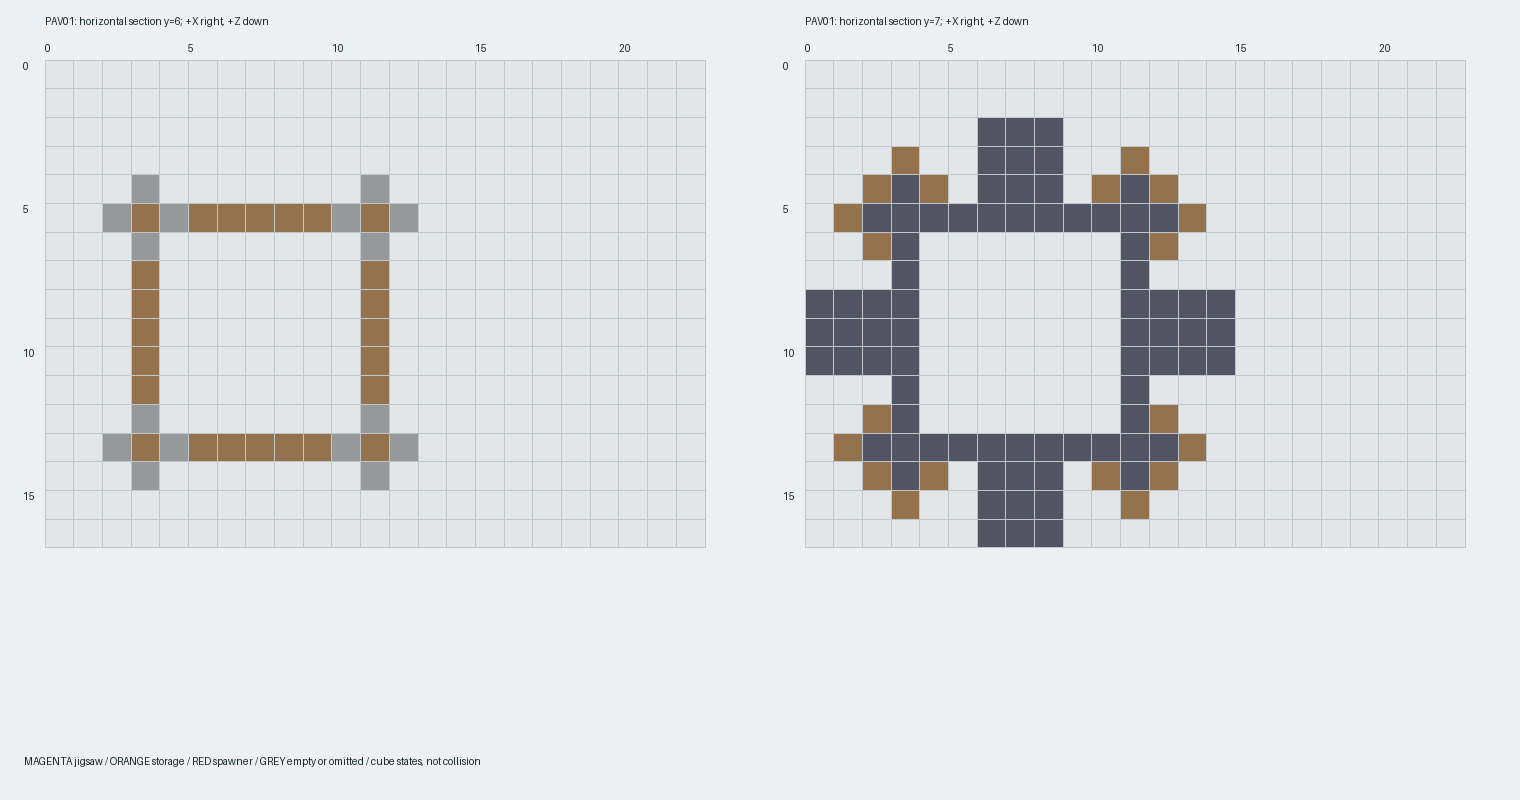 PAV01: horizontal section y=6; +X right, +Z down
PAV01: horizontal section y=7; +X right, +Z down
0 5 10 15 20
0 5 10 15 20
0
0
5
5
10
10
15
15
MAGENTA jigsaw / ORANGE storage / RED spawner / GREY empty or omitted / cube states, not collision